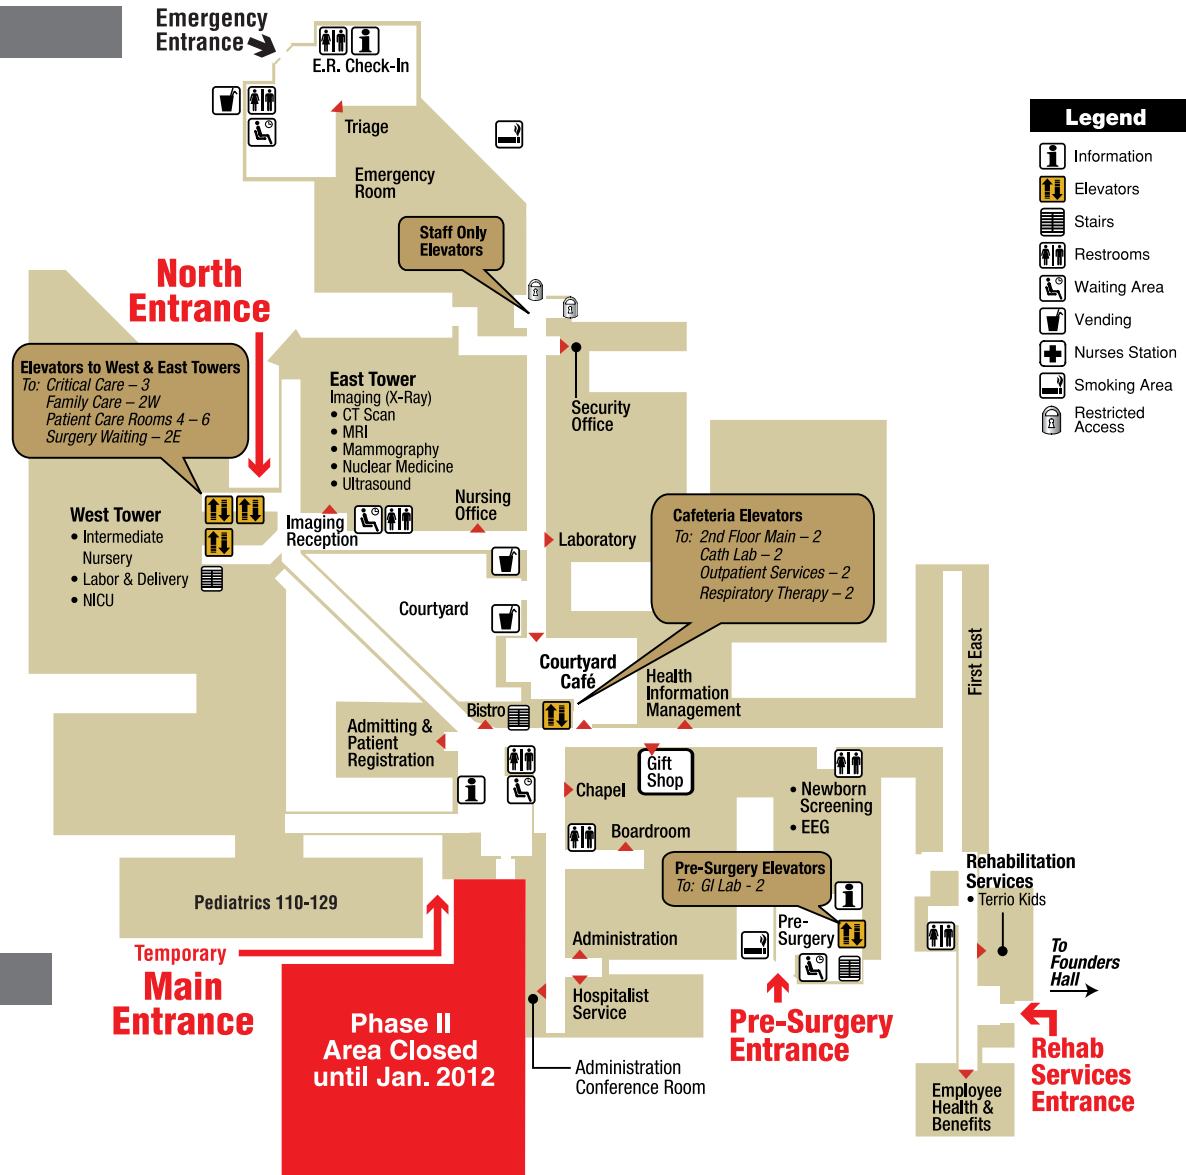 Emergency
Entrance
E.R. Check-In
Triage
Emergency
Room
Legend
Information
Elevators
Stairs
Restrooms
Waiting Area
Vending
Nurses Station
Smoking Area
Restricted
Access
Staff Only
Elevators
North
Entrance
Elevators to West & East Towers
To: Critical Care – 3
Family Care – 2W
Patient Care Rooms 4 – 6
Surgery Waiting – 2E
East Tower
Imaging (X-Ray)
• CT Scan
• MRI
• Mammography
• Nuclear Medicine
• Ultrasound
Security
Office
West Tower
• Intermediate
Nursery
• Labor & Delivery
• NICU
Imaging
Reception
Nursing
Office
Laboratory
Cafeteria Elevators
To: 2nd Floor Main – 2
Cath Lab – 2
Outpatient Services – 2
Respiratory Therapy – 2
Courtyard
Courtyard
Café
Health
Information
Management
First East
Bistro
Admitting &
Patient
Registration
Gift
Shop
Chapel
• Newborn
Screening
• EEG
Boardroom
Pre-Surgery Elevators
To: GI Lab - 2
Rehabilitation
Services
• Terrio Kids
Pediatrics 110-129
Pre-
Surgery
Temporary
Main
Entrance
Administration
To
Founders
Hall
Hospitalist
Service
Phase II
Area Closed
until Jan. 2012
Pre-Surgery
Entrance
Rehab
Services
Entrance
Administration
Conference Room
Employee
Health &
Benefits